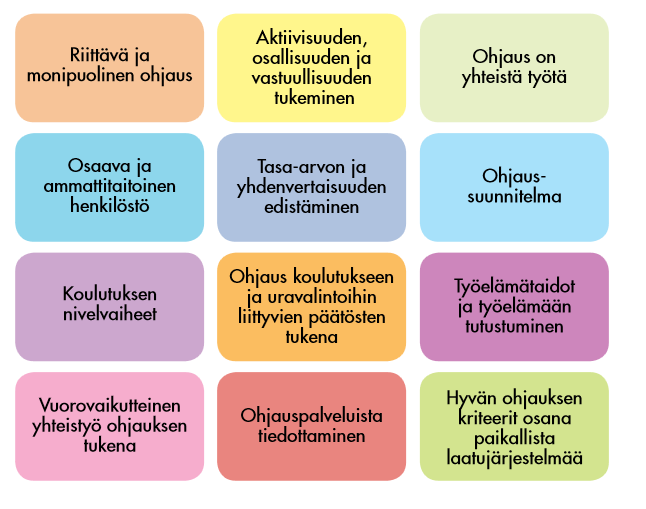 Riittävä ja
monipuolinen ohjaus
Aktiivisuuden,
osallisuuden ja
vastuullisuuden
tukeminen
Ohjaus on
yhteistä työtä
Osaava ja
ammattitaitoinen
henkilöstö
Tasa-arvon ja
yhdenvertaisuuden
edistäminen
Ohjaus-
suunnitelma
Koulutuksen
nivelvaiheet
Ohjaus koulutukseen
ja uravalintoihin
liittyvien päätösten
tukena
Työelämätaidot
ja työelämään
tutustuminen
Vuorovaikutteinen
yhteistyö ohjauksen
tukena
Ohjauspalveluista
tiedottaminen
Hyvän ohjauksen
kriteerit osana
paikallista
laatujärjestelmää